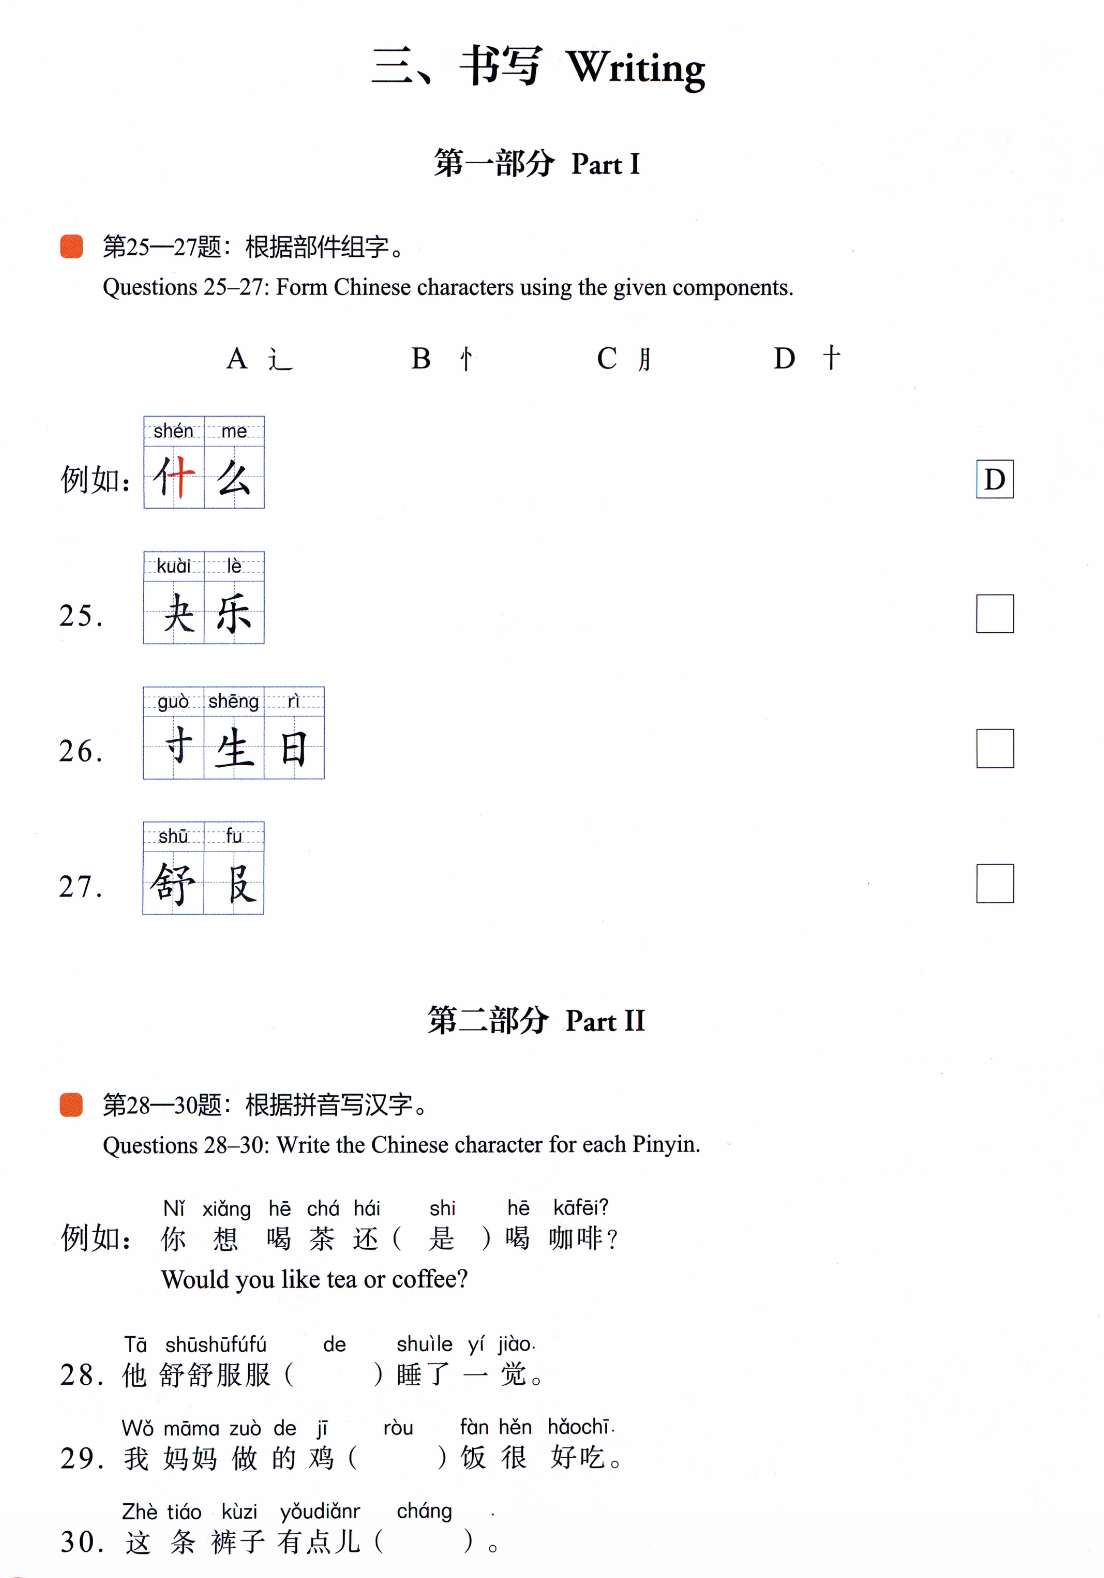 三、书写 Writing
第一部分 Part I
第25—27题：根据部件组字。
Questions 25–27: Form Chinese characters using the given components.
A 辶 B 忄 C 月 D 十
shén me
例如： 什么 D
kuài lè
25. 夬乐
guò shēng rì
26. 寸生日
shū fu
27. 舒𠬝
第二部分 Part II
第28—30题：根据拼音写汉字。
Questions 28–30: Write the Chinese character for each Pinyin.
Nǐ xiǎng hē chá hái shi hē kāfēi?
例如： 你 想 喝 茶 还（ 是 ）喝 咖啡？
Would you like tea or coffee?
Tā shūshūfúfú de shuìle yí jiào.
28. 他 舒舒服服（ ）睡了 一 觉。
Wǒ māma zuò de jī ròu fàn hěn hǎochī.
29. 我 妈妈 做 的 鸡（ ）饭 很 好吃。
Zhè tiáo kùzi yǒudiǎnr cháng .
30. 这 条 裤子 有点儿（ ）。